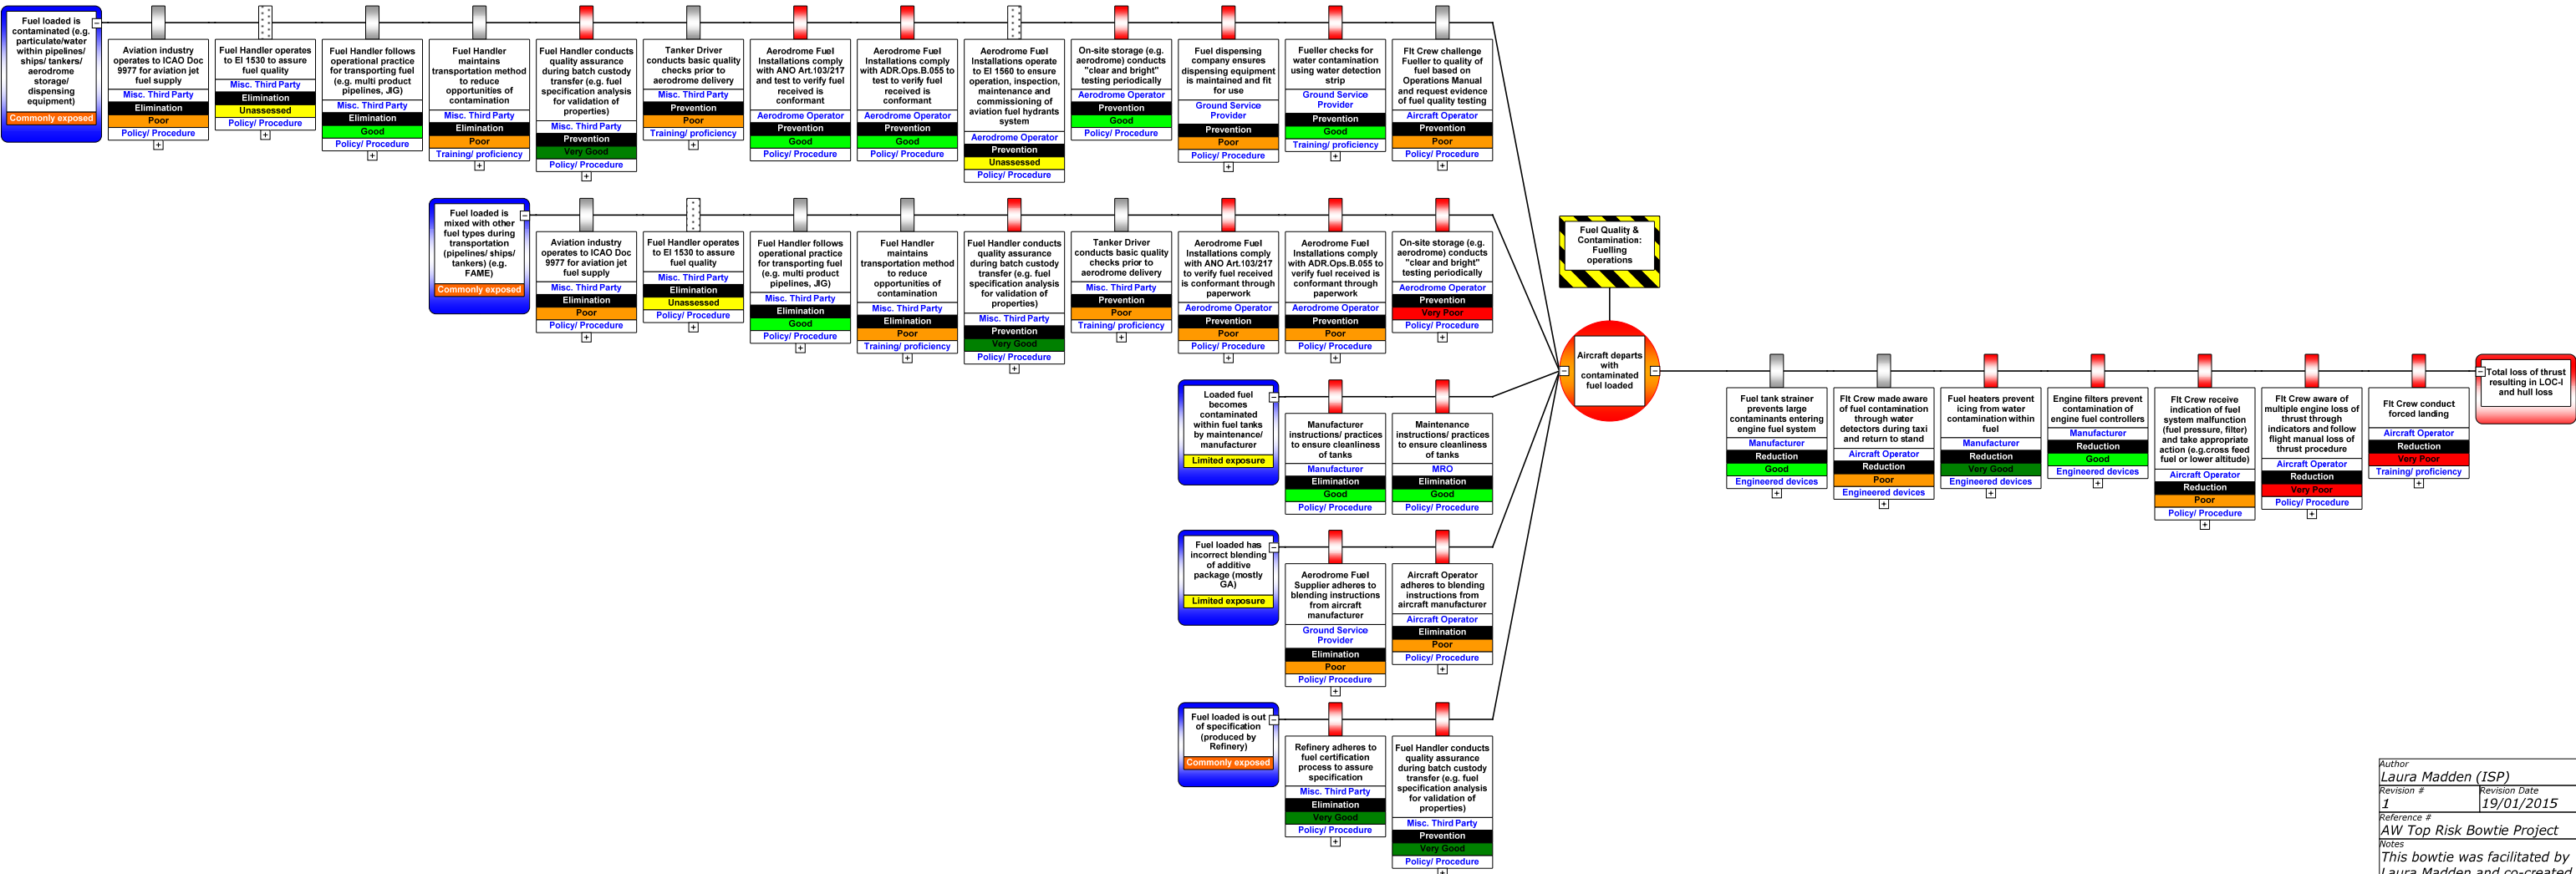 Fuel loaded is
contaminated (e.g.
particulate/water
within pipelines/
ships/ tankers/
aerodrome
storage/
dispensing
equipment)
Commonly exposed
Aviation industry
operates to ICAO Doc
9977 for aviation jet
fuel supply
Misc. Third Party
Elimination
Poor
Policy/ Procedure
Fuel Handler operates
to EI 1530 to assure
fuel quality
Misc. Third Party
Elimination
Unassessed
Policy/ Procedure
Fuel Handler follows
operational practice
for transporting fuel
(e.g. multi product
pipelines, JIG)
Misc. Third Party
Elimination
Good
Policy/ Procedure
Fuel Handler
maintains
transportation method
to reduce
opportunities of
contamination
Misc. Third Party
Elimination
Poor
Training/ proficiency
Fuel Handler conducts
quality assurance
during batch custody
transfer (e.g. fuel
specification analysis
for validation of
properties)
Misc. Third Party
Prevention
Very Good
Policy/ Procedure
Tanker Driver
conducts basic quality
checks prior to
aerodrome delivery
Misc. Third Party
Prevention
Poor
Training/ proficiency
Aerodrome Fuel
Installations comply
with ANO Art.103/217
and test to verify fuel
received is
conformant
Aerodrome Operator
Prevention
Good
Policy/ Procedure
Aerodrome Fuel
Installations comply
with ADR.Ops.B.055 to
test to verify fuel
received is
conformant
Aerodrome Operator
Prevention
Good
Policy/ Procedure
Aerodrome Fuel
Installations operate
to EI 1560 to ensure
operation, inspection,
maintenance and
commissioning of
aviation fuel hydrants
system
Aerodrome Operator
Prevention
Unassessed
Policy/ Procedure
On-site storage (e.g.
aerodrome) conducts
"clear and bright"
testing periodically
Aerodrome Operator
Prevention
Good
Policy/ Procedure
Fuel dispensing
company ensures
dispensing equipment
is maintained and fit
for use
Ground Service
Provider
Prevention
Poor
Policy/ Procedure
Fueller checks for
water contamination
using water detection
strip
Ground Service
Provider
Prevention
Good
Training/ proficiency
Flt Crew challenge
Fueller to quality of
fuel based on
Operations Manual
and request evidence
of fuel quality testing
Aircraft Operator
Prevention
Poor
Policy/ Procedure
Fuel loaded is
mixed with other
fuel types during
transportation
(pipelines/ ships/
tankers) (e.g.
FAME)
Commonly exposed
Aviation industry
operates to ICAO Doc
9977 for aviation jet
fuel supply
Misc. Third Party
Elimination
Poor
Policy/ Procedure
Fuel Handler operates
to EI 1530 to assure
fuel quality
Misc. Third Party
Elimination
Unassessed
Policy/ Procedure
Fuel Handler follows
operational practice
for transporting fuel
(e.g. multi product
pipelines, JIG)
Misc. Third Party
Elimination
Good
Policy/ Procedure
Fuel Handler
maintains
transportation method
to reduce
opportunities of
contamination
Misc. Third Party
Elimination
Poor
Training/ proficiency
Fuel Handler conducts
quality assurance
during batch custody
transfer (e.g. fuel
specification analysis
for validation of
properties)
Misc. Third Party
Prevention
Very Good
Policy/ Procedure
Tanker Driver
conducts basic quality
checks prior to
aerodrome delivery
Misc. Third Party
Prevention
Poor
Training/ proficiency
Aerodrome Fuel
Installations comply
with ANO Art.103/217
to verify fuel received
is conformant through
paperwork
Aerodrome Operator
Prevention
Poor
Policy/ Procedure
Aerodrome Fuel
Installations comply
with ADR.Ops.B.055 to
verify fuel received is
conformant through
paperwork
Aerodrome Operator
Prevention
Poor
Policy/ Procedure
On-site storage (e.g.
aerodrome) conducts
"clear and bright"
testing periodically
Aerodrome Operator
Prevention
Very Poor
Policy/ Procedure
Fuel Quality &
Contamination:
Fuelling
operations
Aircraft departs
with
contaminated
fuel loaded
Loaded fuel
becomes
contaminated
within fuel tanks
by maintenance/
manufacturer
Limited exposure
Manufacturer
instructions/ practices
to ensure cleanliness
of tanks
Manufacturer
Elimination
Good
Policy/ Procedure
Maintenance
instructions/ practices
to ensure cleanliness
of tanks
MRO
Elimination
Good
Policy/ Procedure
Fuel tank strainer
prevents large
contaminants entering
engine fuel system
Manufacturer
Reduction
Good
Engineered devices
Flt Crew made aware
of fuel contamination
through water
detectors during taxi
and return to stand
Aircraft Operator
Reduction
Poor
Engineered devices
Fuel heaters prevent
icing from water
contamination within
fuel
Manufacturer
Reduction
Very Good
Engineered devices
Engine filters prevent
contamination of
engine fuel controllers
Manufacturer
Reduction
Good
Engineered devices
Flt Crew receive
indication of fuel
system malfunction
(fuel pressure, filter)
and take appropriate
action (e.g.cross feed
fuel or lower altitude)
Aircraft Operator
Reduction
Poor
Policy/ Procedure
Flt Crew aware of
multiple engine loss of
thrust through
indicators and follow
flight manual loss of
thrust procedure
Aircraft Operator
Reduction
Very Poor
Policy/ Procedure
Flt Crew conduct
forced landing
Aircraft Operator
Reduction
Very Poor
Training/ proficiency
Total loss of thrust
resulting in LOC-I
and hull loss
Fuel loaded has
incorrect blending
of additive
package (mostly
GA)
Limited exposure
Aerodrome Fuel
Supplier adheres to
blending instructions
from aircraft
manufacturer
Ground Service
Provider
Elimination
Poor
Policy/ Procedure
Aircraft Operator
adheres to blending
instructions from
aircraft manufacturer
Aircraft Operator
Elimination
Poor
Policy/ Procedure
Fuel loaded is out
of specification
(produced by
Refinery)
Commonly exposed
Refinery adheres to
fuel certification
process to assure
specification
Misc. Third Party
Elimination
Very Good
Policy/ Procedure
Fuel Handler conducts
quality assurance
during batch custody
transfer (e.g. fuel
specification analysis
for validation of
properties)
Misc. Third Party
Prevention
Very Good
Policy/ Procedure
Author
Laura Madden (ISP)
Revision #
1
Revision Date
19/01/2015
Reference #
AW Top Risk Bowtie Project
Notes
This bowtie was facilitated by
Laura Madden and co-created